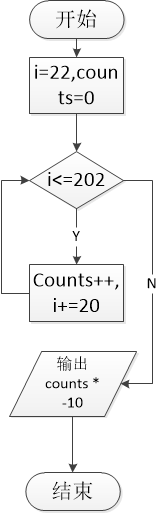 开始
i=22,coun
ts=0
i<=202
Y
N
Counts++,
i+=20
输出
counts *
-10
结束